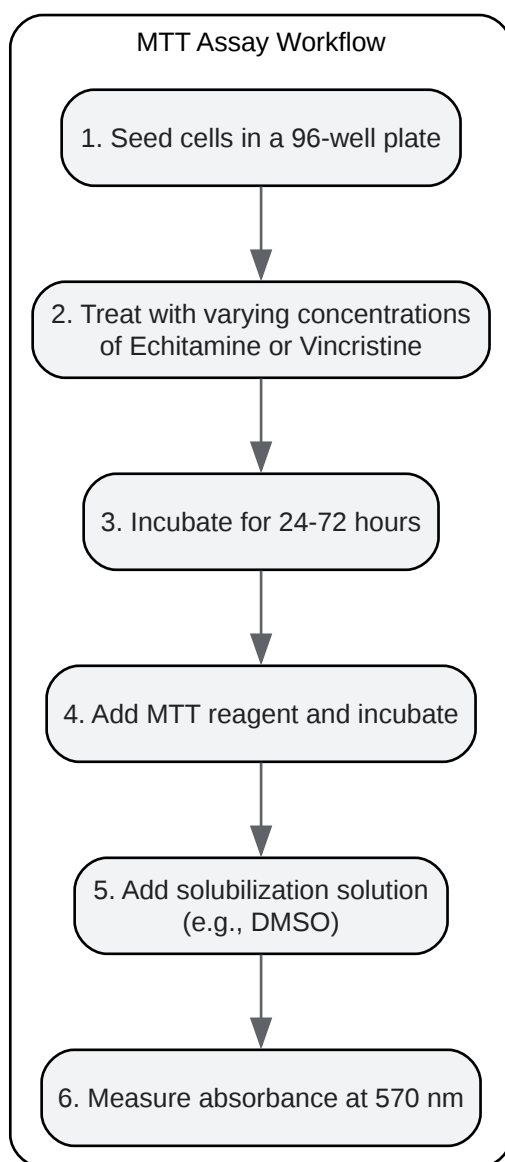 MTT Assay Workflow
1. Seed cells in a 96-well plate
2. Treat with varying concentrations
of Echitamine or Vincristine
3. Incubate for 24-72 hours
4. Add MTT reagent and incubate
5. Add solubilization solution
(e.g., DMSO)
6. Measure absorbance at 570 nm